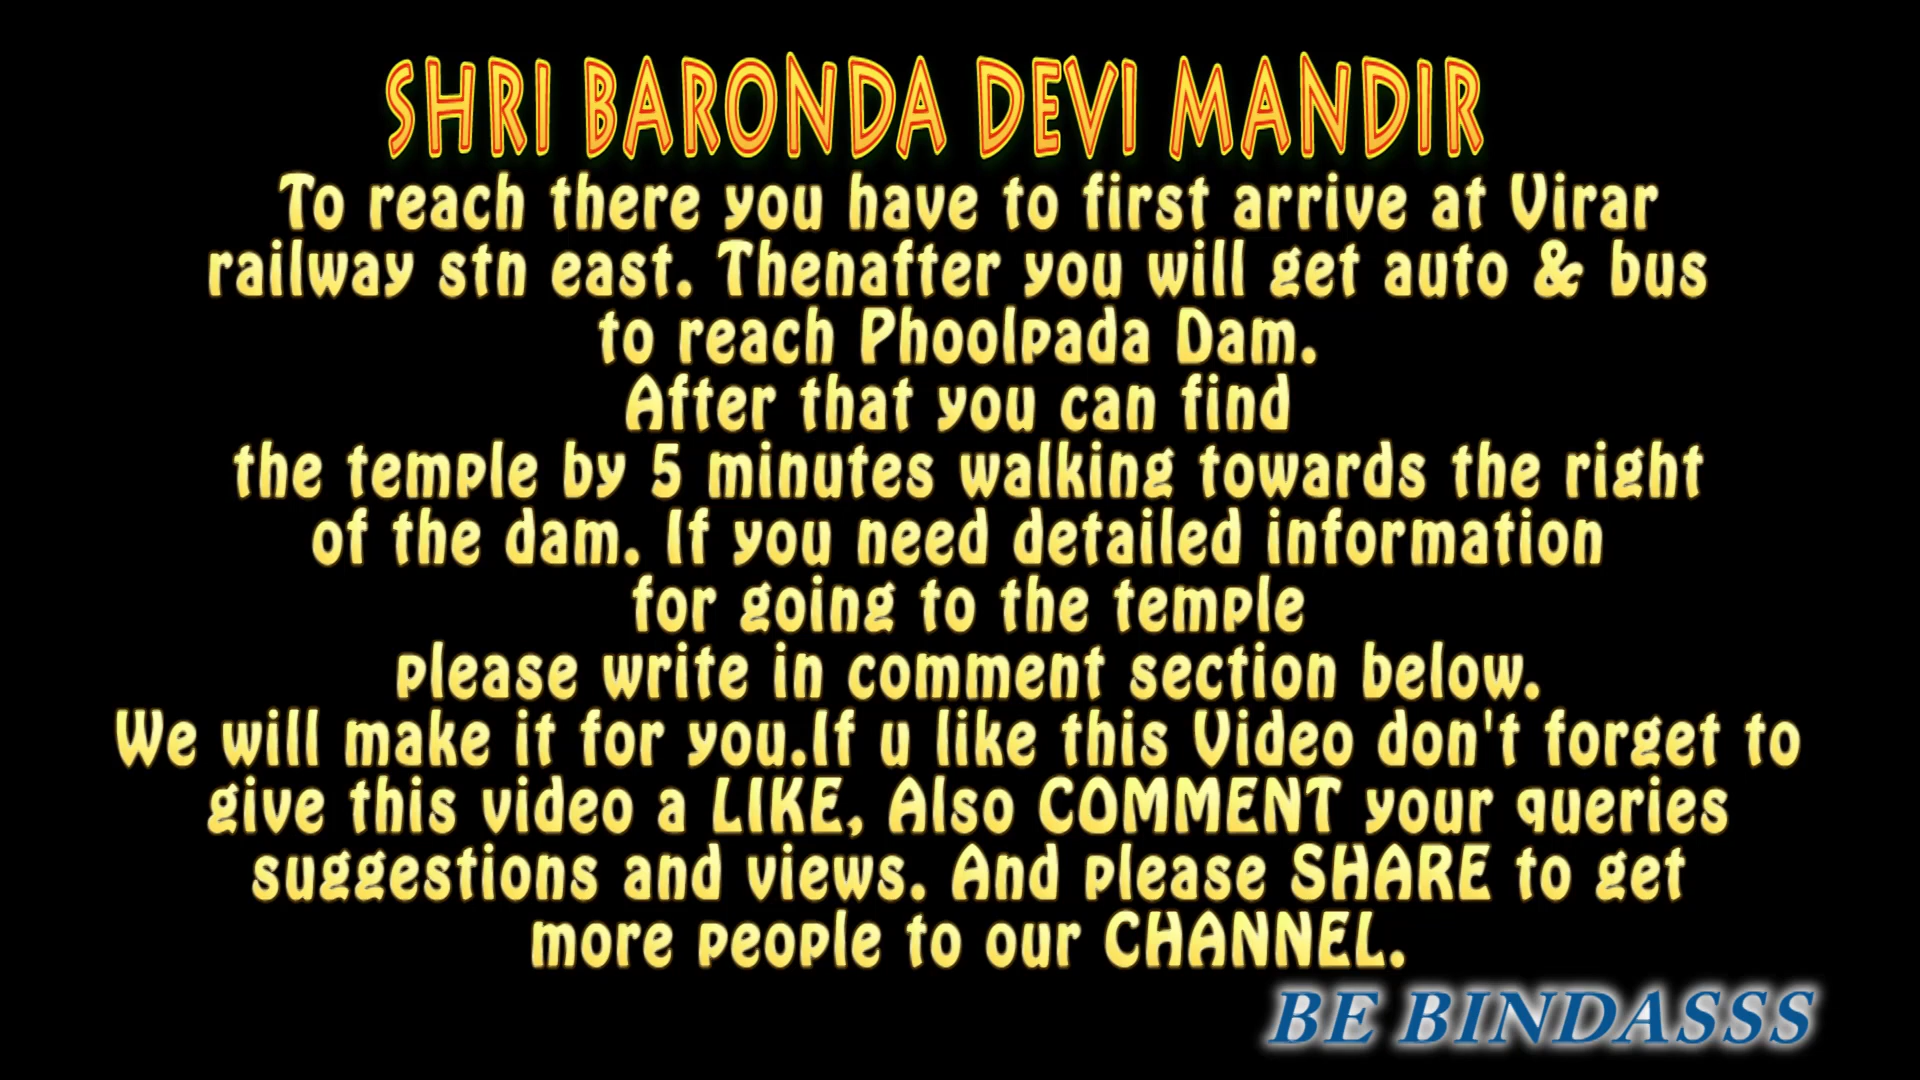 SHRI BARONDA DEVI MANDIR
To reach there you have to first arrive at Virar
railway stn east. Thenafter you will get auto & bus
to reach Phoolpada Dam.
After that you can find
the temple by 5 minutes walking towards the right
of the dam. If you need detailed information
for going to the temple
please write in comment section below.
We will make it for you.If u like this Video don't forget to
give this video a LIKE, Also COMMENT your queries
suggestions and views. And please SHARE to get
more people to our CHANNEL.
BE BINDASSS